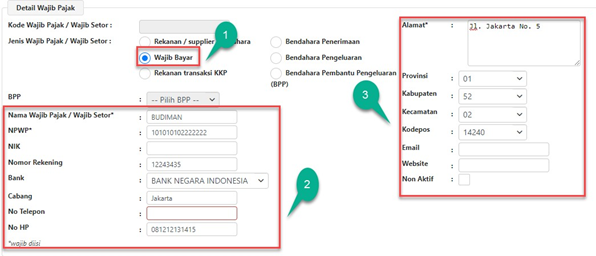 Detail Wajib Pajak
Kode Wajib Pajak / Wajib Setor :
Jenis Wajib Pajak / Wajib Setor :
Rekanan / supplier
hara
Bendahara Penerimaan
1
Wajib Bayar
Bendahara Pengeluaran
Rekanan transaksi KKP
Bendahara Pembantu Pengeluaran
(BPP)
BPP : -- Pilih BPP --
Nama Wajib Pajak / Wajib Setor* : BUDIMAN
NPWP* : 101010102222222
NIK :
Nomor Rekening : 12243435
Bank : BANK NEGARA INDONESIA
Cabang : Jakarta
No Telepon :
No HP : 081212131415
*wajib diisi
2
Alamat* : Jl. Jakarta No. 5
3
Provinsi : 01
Kabupaten : 52
Kecamatan : 02
Kodepos : 14240
Email :
Website :
Non Aktif :